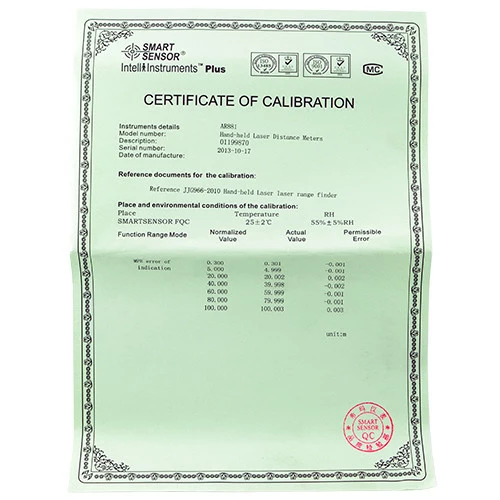 SMART
SENSOR®
Intell Instruments™ Plus
ISO
ISO
MC
CERTIFICATE OF CALIBRATION
Instruments details AR881
Model number: Hand-held Laser Distance Meters
Description: 01199870
Serial number: 2013-10-17
Date of manufacture:
Reference documents for the calibration:
Reference JJG966-2010 Hand-held Laser laser range finder
Place and environmental conditions of the calibration:
Place Temperature RH
SMARTSENSOR FQC 25±2℃ 55%±5%RH
Function Range Mode Normalized Value Actual Value Permissible Error
error of indication
0.300 0.301 -0.001
5.000 4.999 -0.001
20.000 20.002 0.002
40.000 39.998 -0.002
60.000 59.999 -0.001
80.000 79.999 -0.001
100.000 100.003 0.003
unit:m
SMART
SENSOR
QC